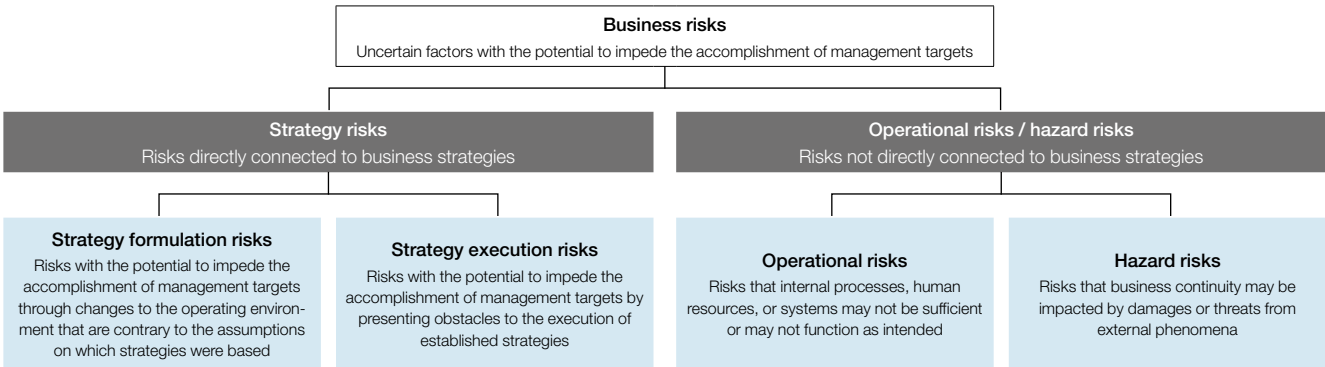 Business risks
Uncertain factors with the potential to impede the accomplishment of management targets
Strategy risks
Risks directly connected to business strategies
Operational risks / hazard risks
Risks not directly connected to business strategies
Strategy formulation risks
Risks with the potential to impede the
accomplishment of management targets
through changes to the operating environ-
ment that are contrary to the assumptions
on which strategies were based
Strategy execution risks
Risks with the potential to impede the
accomplishment of management targets by
presenting obstacles to the execution of
established strategies
Operational risks
Risks that internal processes, human
resources, or systems may not be sufficient
or may not function as intended
Hazard risks
Risks that business continuity may be
impacted by damages or threats from
external phenomena